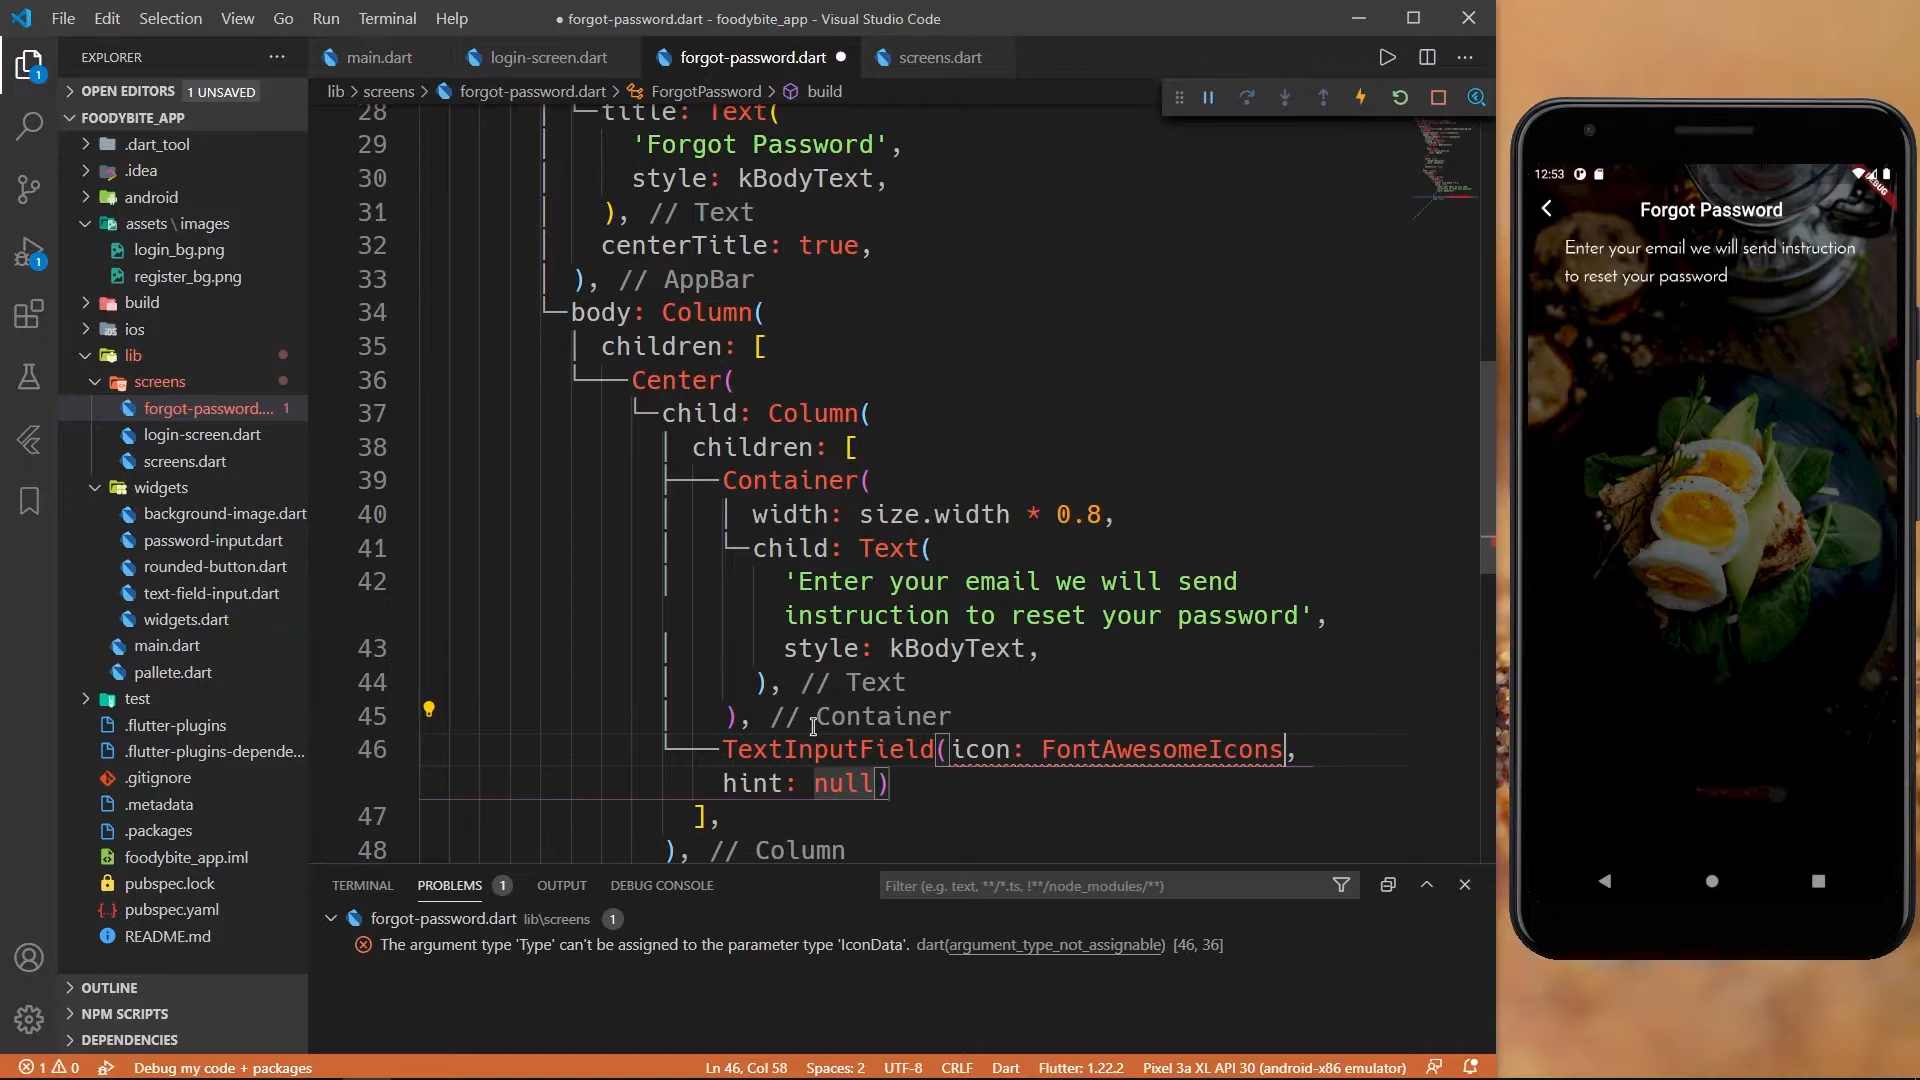 File Edit Selection View Go Run Terminal Help
● forgot-password.dart - foodybite_app - Visual Studio Code
EXPLORER
main.dart
login-screen.dart
forgot-password.dart
screens.dart
OPEN EDITORS 1 UNSAVED
lib > screens > forgot-password.dart > ForgotPassword > build
FOODYBITE_APP
.dart_tool
.idea
android
assets \ images
login_bg.png
register_bg.png
build
ios
lib
screens
forgot-password.... 1
login-screen.dart
screens.dart
widgets
background-image.dart
password-input.dart
rounded-button.dart
text-field-input.dart
widgets.dart
main.dart
pallete.dart
test
.flutter-plugins
.flutter-plugins-depende...
.gitignore
.metadata
.packages
foodybite_app.iml
pubspec.lock
pubspec.yaml
README.md
OUTLINE
NPM SCRIPTS
DEPENDENCIES
28 title: Text(
29 'Forgot Password',
30 style: kBodyText,
31 ), // Text
32 centerTitle: true,
33 ), // AppBar
34 body: Column(
35 children: [
36 Center(
37 child: Column(
38 children: [
39 Container(
40 width: size.width * 0.8,
41 child: Text(
42 'Enter your email we will send
instruction to reset your password',
43 style: kBodyText,
44 ), // Text
45 ), // Container
46 TextInputField(icon: FontAwesomeIcons,
hint: null)
47 ],
48 ), // Column
TERMINAL PROBLEMS 1 OUTPUT DEBUG CONSOLE
Filter (e.g. text, **/*.ts, !**/node_modules/**)
forgot-password.dart lib\screens 1
The argument type 'Type' can't be assigned to the parameter type 'IconData'. dart(argument_type_not_assignable) [46, 36]
1 0 Debug my code + packages
Ln 46, Col 58 Spaces: 2 UTF-8 CRLF Dart Flutter: 1.22.2 Pixel 3a XL API 30 (android-x86 emulator)
12:53
DEBUG
Forgot Password
Enter your email we will send instruction
to reset your password
1
1